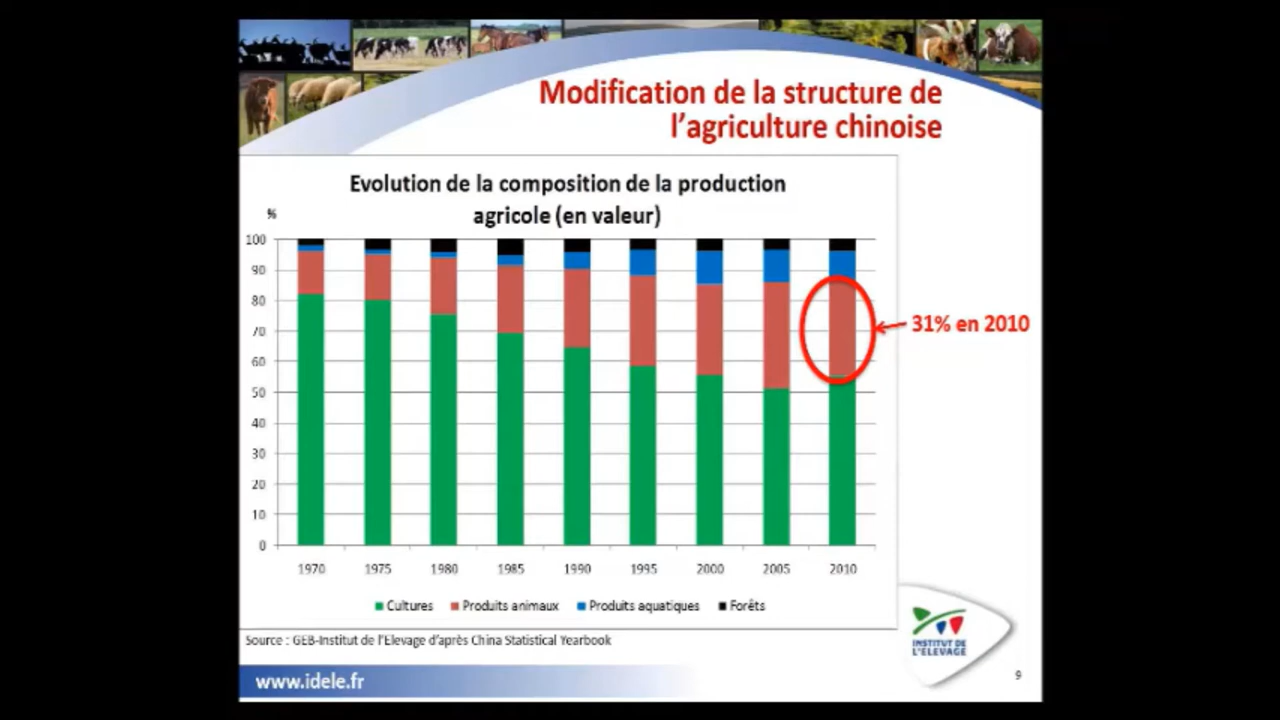 Modification de la structure de
l'agriculture chinoise
Evolution de la composition de la production
agricole (en valeur)
%
100
90
80
70
60
50
40
30
20
10
0
31% en 2010
1970 1975 1980 1985 1990 1995 2000 2005 2010
Cultures Produits animaux Produits aquatiques Forêts
Source : GEB-Institut de l'Elevage d'après China Statistical Yearbook
INSTITUT DE
L'ELEVAGE
www.idele.fr
9